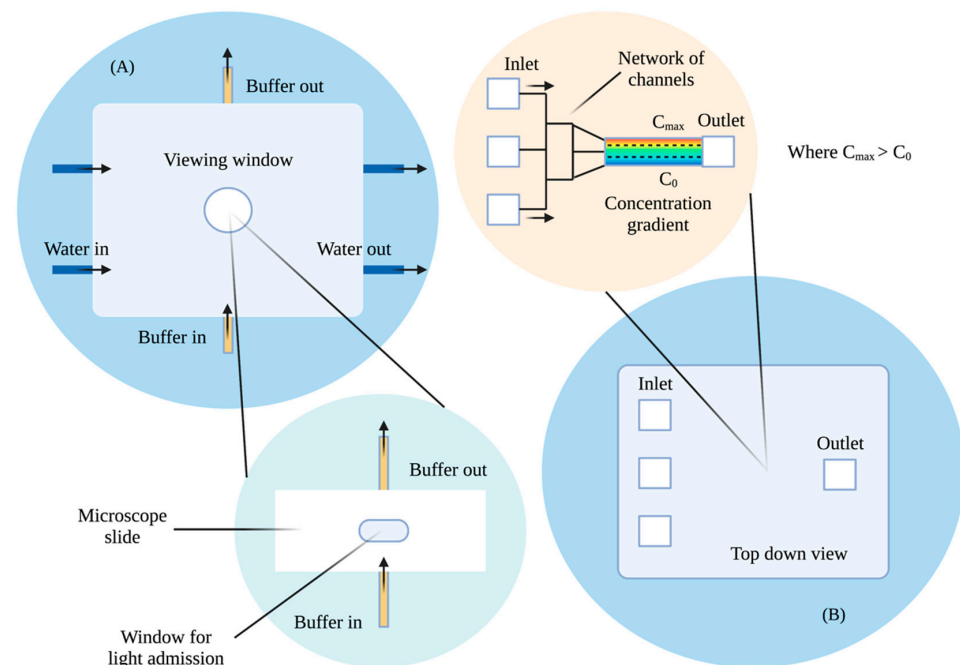 (A)
Buffer out
Viewing window
Water in
Water out
Buffer in
Buffer out
Microscope
slide
Buffer in
Window for
light admission
Inlet
Network of
channels
Cmax
Outlet
C0
Concentration
gradient
Where Cmax > C0
Inlet
Outlet
Top down view
(B)